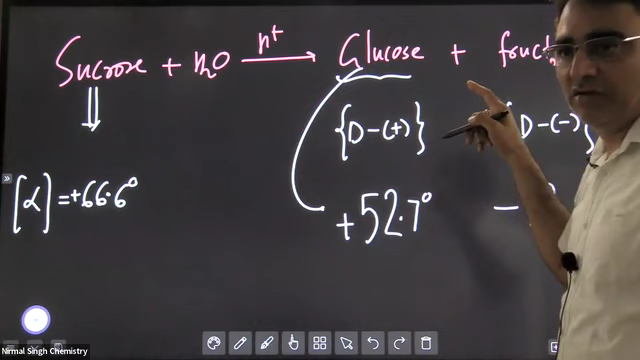 Sucrose + H₂O —H⁺→ Glucose + fruct
{D-(+)} {D-(-)}
[α] = +66.6° +52.7° -
Nirmal Singh Chemistry